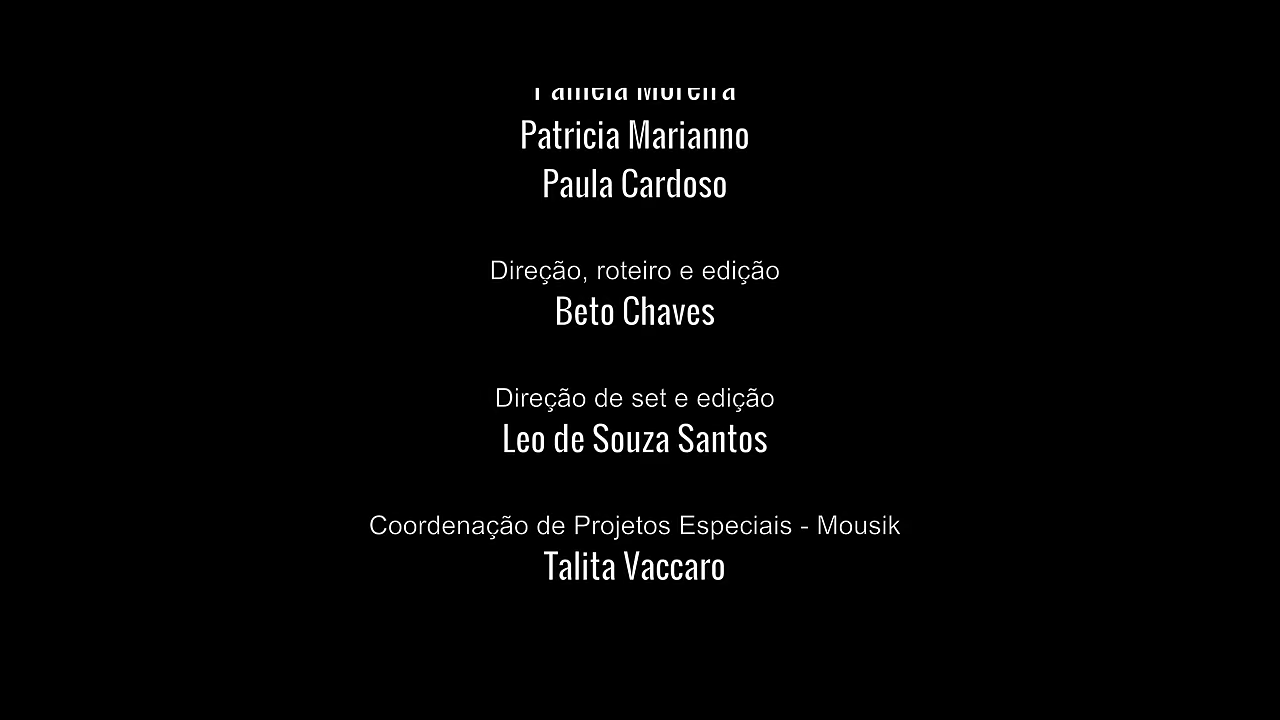 Moreira
Patricia Marianno
Paula Cardoso
Direção, roteiro e edição
Beto Chaves
Direção de set e edição
Leo de Souza Santos
Coordenação de Projetos Especiais - Mousik
Talita Vaccaro